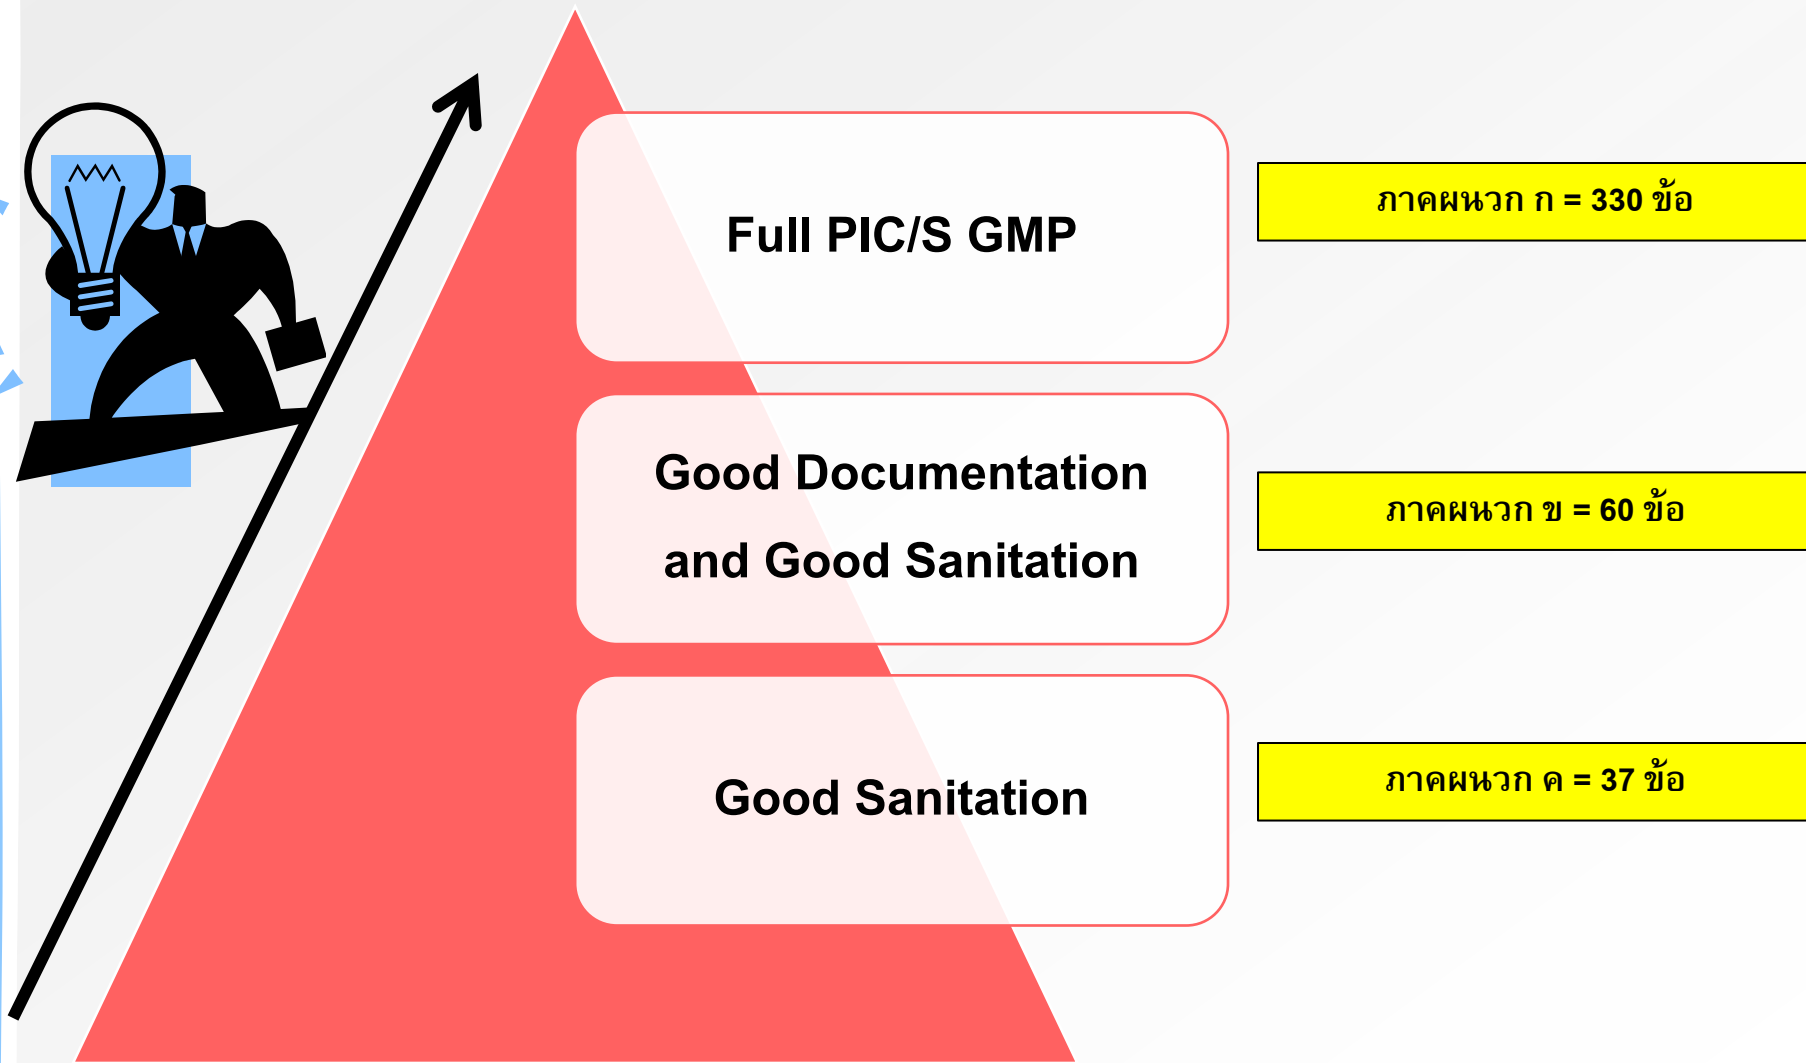 Full PIC/S GMP
ภาคผนวก ก = 330 ข้อ
Good Documentation
and Good Sanitation
ภาคผนวก ข = 60 ข้อ
Good Sanitation
ภาคผนวก ค = 37 ข้อ